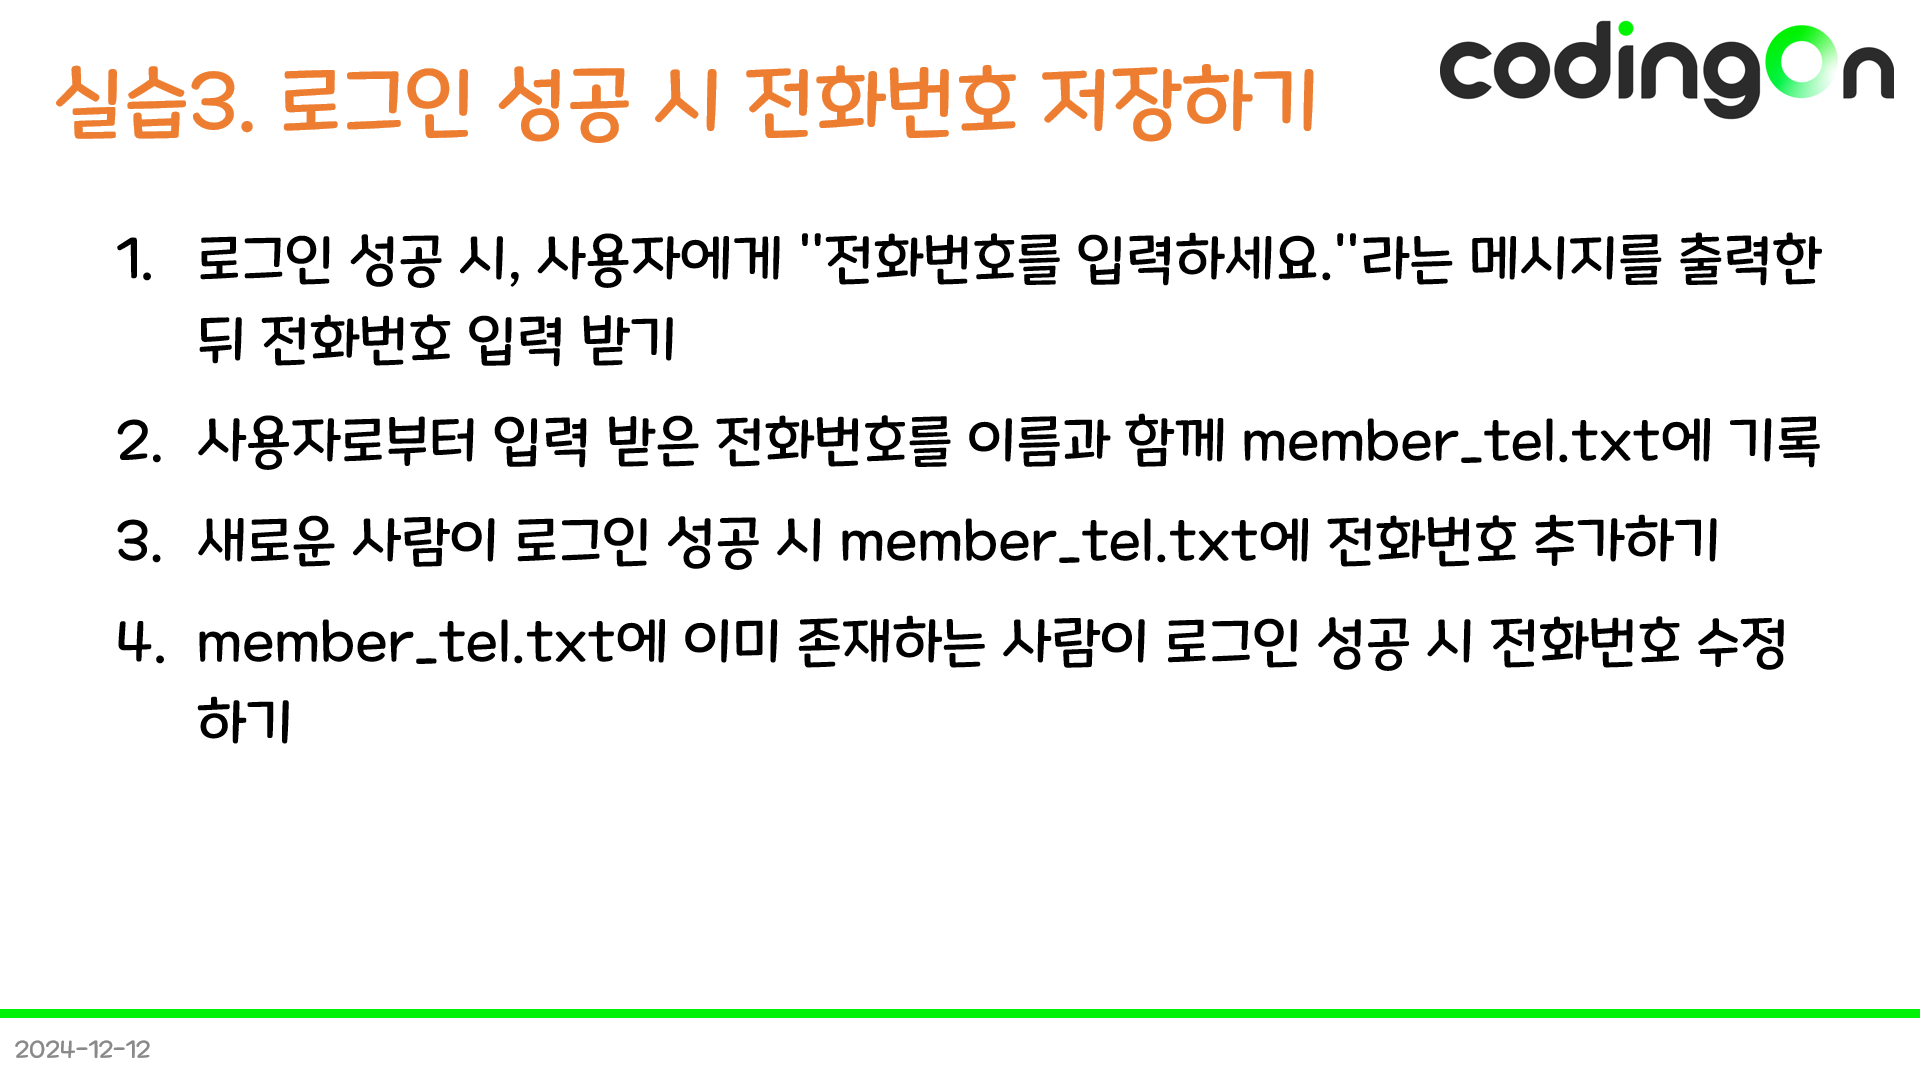 codingOn
실습3. 로그인 성공 시 전화번호 저장하기
1. 로그인 성공 시, 사용자에게 "전화번호를 입력하세요."라는 메시지를 출력한
뒤 전화번호 입력 받기
2. 사용자로부터 입력 받은 전화번호를 이름과 함께 member_tel.txt에 기록
3. 새로운 사람이 로그인 성공 시 member_tel.txt에 전화번호 추가하기
4. member_tel.txt에 이미 존재하는 사람이 로그인 성공 시 전화번호 수정
하기
2024-12-12